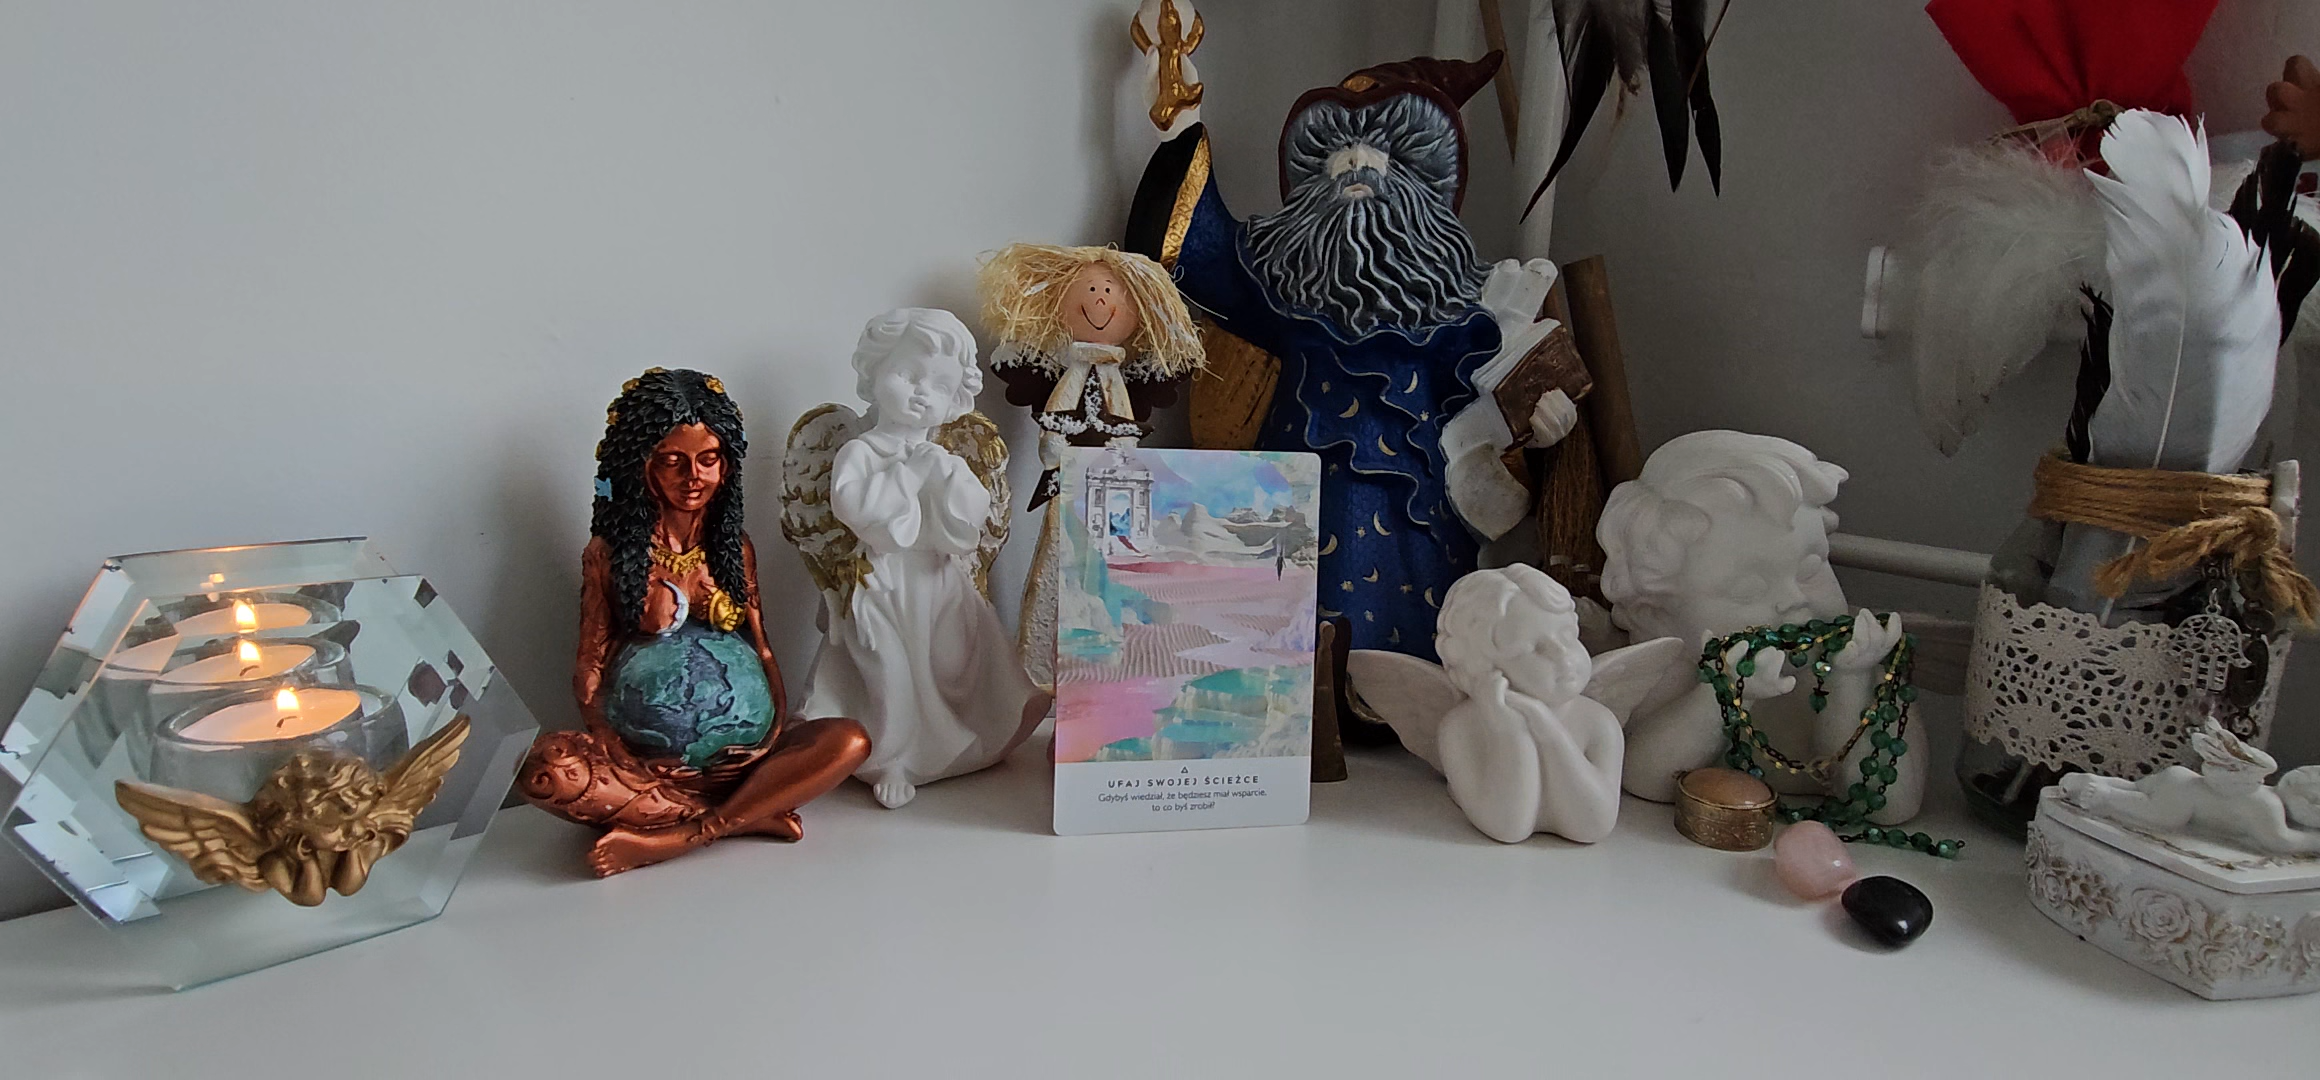 UFAJ SWOJEJ ŚCIEŻCE
Gdybyś wiedział, że będziesz miał wsparcie,
to co byś zrobił?